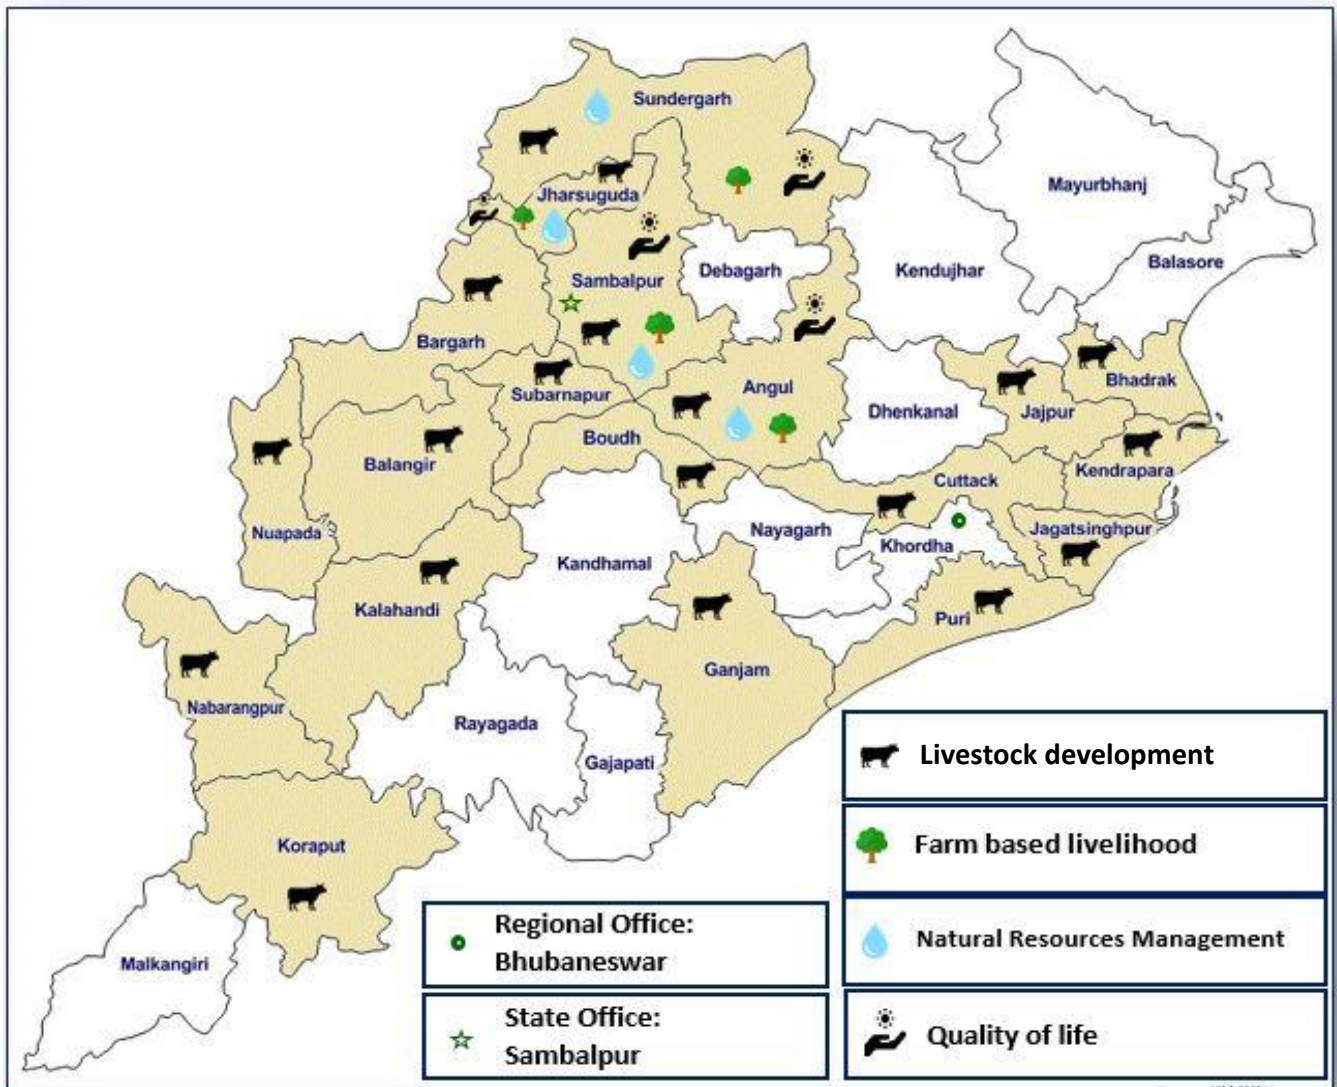 Sundergarh
Jharsuguda
Mayurbhanj
Sambalpur
Debagarh
Kendujhar
Balasore
Bargarh
Subarnapur
Angul
Dhenkanal
Jajpur
Bhadrak
Boudh
Balangir
Cuttack
Kendrapara
Nuapada
Nayagarh
Khordha
Jagatsinghpur
Kandhamal
Kalahandi
Puri
Ganjam
Nabarangpur
Rayagada
Gajapati
Koraput
Malkangiri
Livestock development
Farm based livelihood
Natural Resources Management
Quality of life
Regional Office:
Bhubaneswar
State Office:
Sambalpur